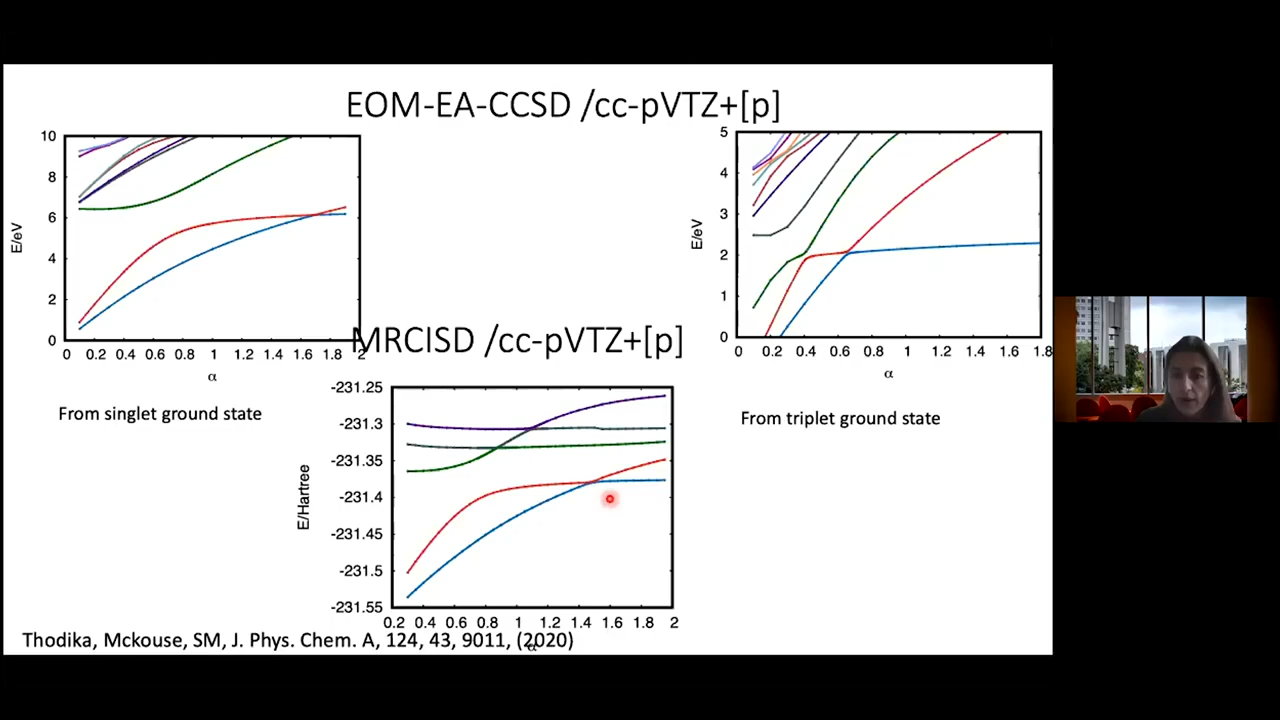 EOM-EA-CCSD /cc-pVTZ+[p]
10
8
6
4
2
0
E/eV
0 0.2 0.4 0.6 0.8 1 1.2 1.4 1.6 1.8 2
α
From singlet ground state
5
4
3
2
1
0
E/eV
0 0.2 0.4 0.6 0.8 1 1.2 1.4 1.6 1.8
α
From triplet ground state
MRCISD /cc-pVTZ+[p]
-231.25
-231.3
-231.35
-231.4
-231.45
-231.5
-231.55
E/Hartree
0.2 0.4 0.6 0.8 1 1.2 1.4 1.6 1.8 2
α
Thodika, Mckouse, SM, J. Phys. Chem. A, 124, 43, 9011, (2020)